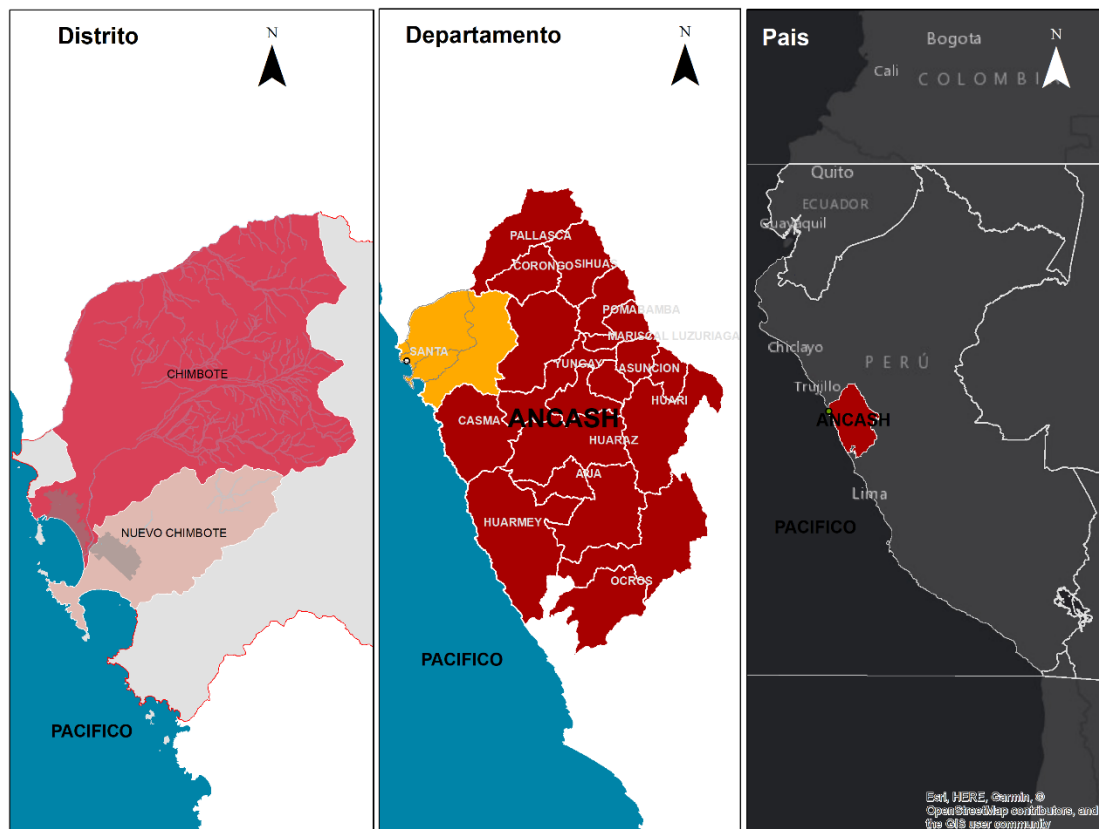 Distrito
N
CHIMBOTE
NUEVO CHIMBOTE
PACIFICO
Departamento
N
PALLASCA
CORONGO
SIHUAS
POMABAMBA
MARISCAL LUZURIAGA
SANTA
YUNGAY
ASUNCION
HUARI
CASMA
ANCASH
HUARAZ
AIJA
HUARMEY
OCROS
PACIFICO
Pais
N
Bogota
Cali
COLOMBI
Quito
ECUADOR
Guayaquil
Chiclayo
PERÚ
Trujillo
ANCASH
Lima
PACIFICO
Esri, HERE, Garmin, ©
OpenStreetMap contributors, and
the GIS user community